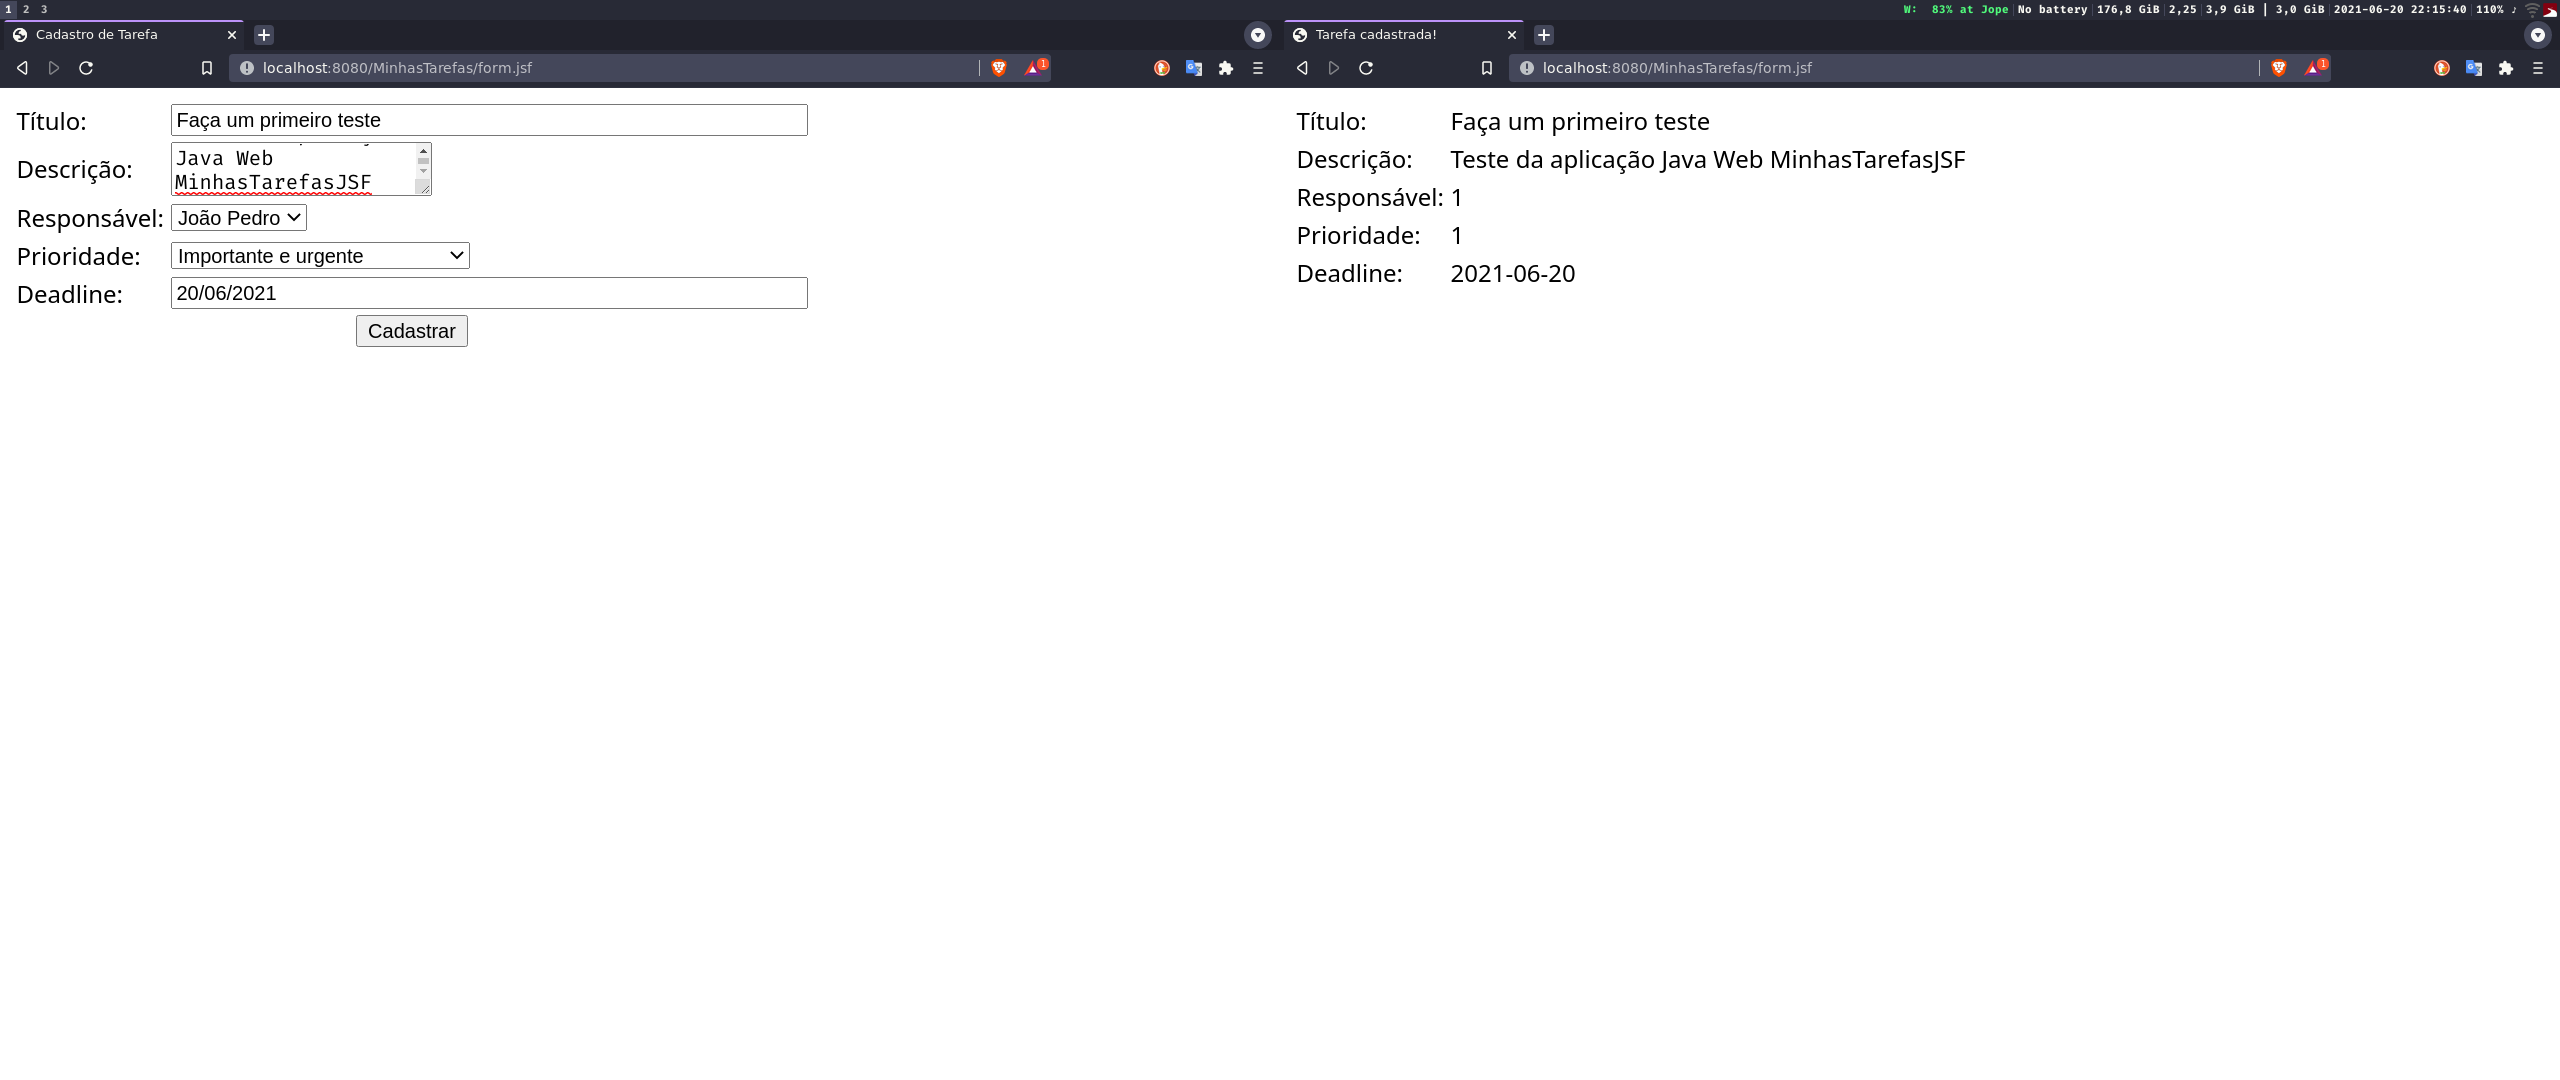 1 2 3
W: 83% at Jope No battery 176,8 GiB 2,25 3,9 GiB | 3,0 GiB 2021-06-20 22:15:40 110% ♪
Cadastro de Tarefa
localhost:8080/MinhasTarefas/form.jsf
1
Título: Faça um primeiro teste
Descrição: Java Web
MinhasTarefasJSF
Responsável: João Pedro
Prioridade: Importante e urgente
Deadline: 20/06/2021
Cadastrar
Tarefa cadastrada!
localhost:8080/MinhasTarefas/form.jsf
1
Título: Faça um primeiro teste
Descrição: Teste da aplicação Java Web MinhasTarefasJSF
Responsável: 1
Prioridade: 1
Deadline: 2021-06-20